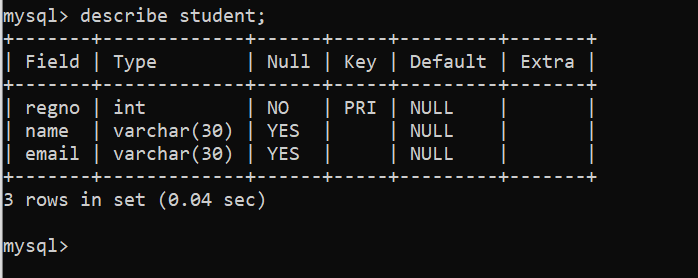 mysql> describe student;
+-------+-------------+------+-----+---------+-------+
| Field | Type        | Null | Key | Default | Extra |
+-------+-------------+------+-----+---------+-------+
| regno | int         | NO   | PRI | NULL    |       |
| name  | varchar(30) | YES  |     | NULL    |       |
| email | varchar(30) | YES  |     | NULL    |       |
+-------+-------------+------+-----+---------+-------+
3 rows in set (0.04 sec)
mysql>